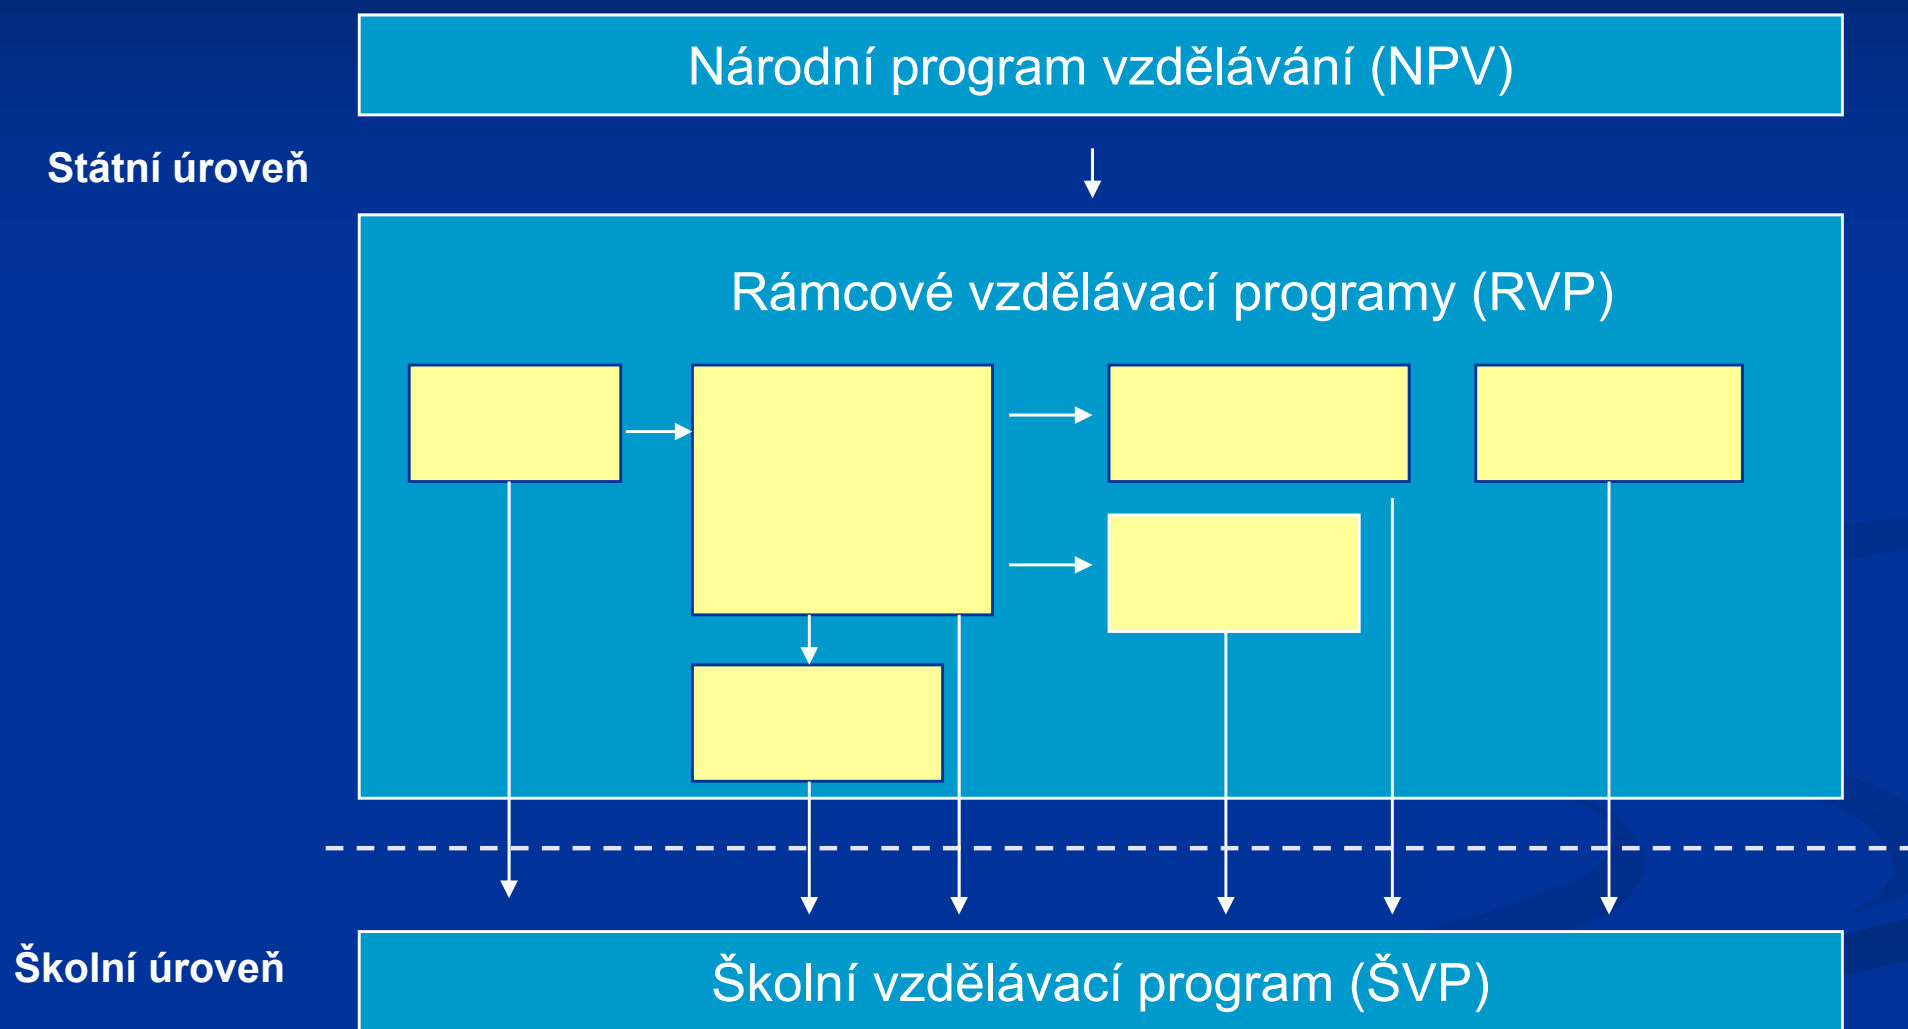 Národní program vzdělávání (NPV)
Státní úroveň
Rámcové vzdělávací programy (RVP)
Školní úroveň
Školní vzdělávací program (ŠVP)